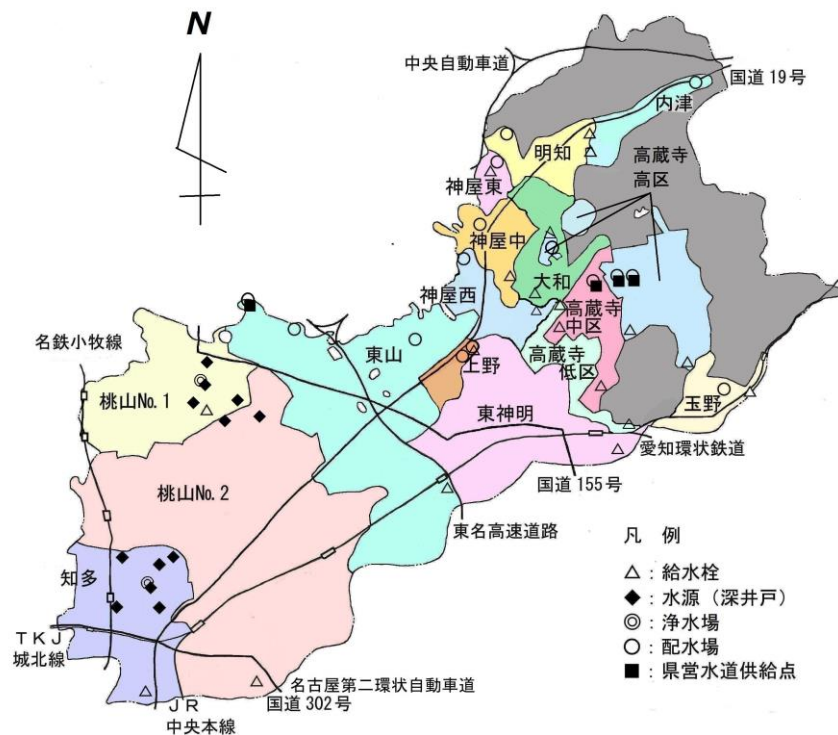 N
中央自動車道
国道19号
内津
明知
高蔵寺
高区
神屋東
神屋中
大和
神屋西
高蔵寺
中区
名鉄小牧線
東山
上野
高蔵寺
低区
桃山No.1
東神明
玉野
愛知環状鉄道
国道155号
桃山No.2
東名高速道路
知多
TKJ
城北線
名古屋第二環状自動車道
国道302号
JR
中央本線
凡 例
△：給水栓
◆：水源（深井戸）
◎：浄水場
○：配水場
■：県営水道供給点